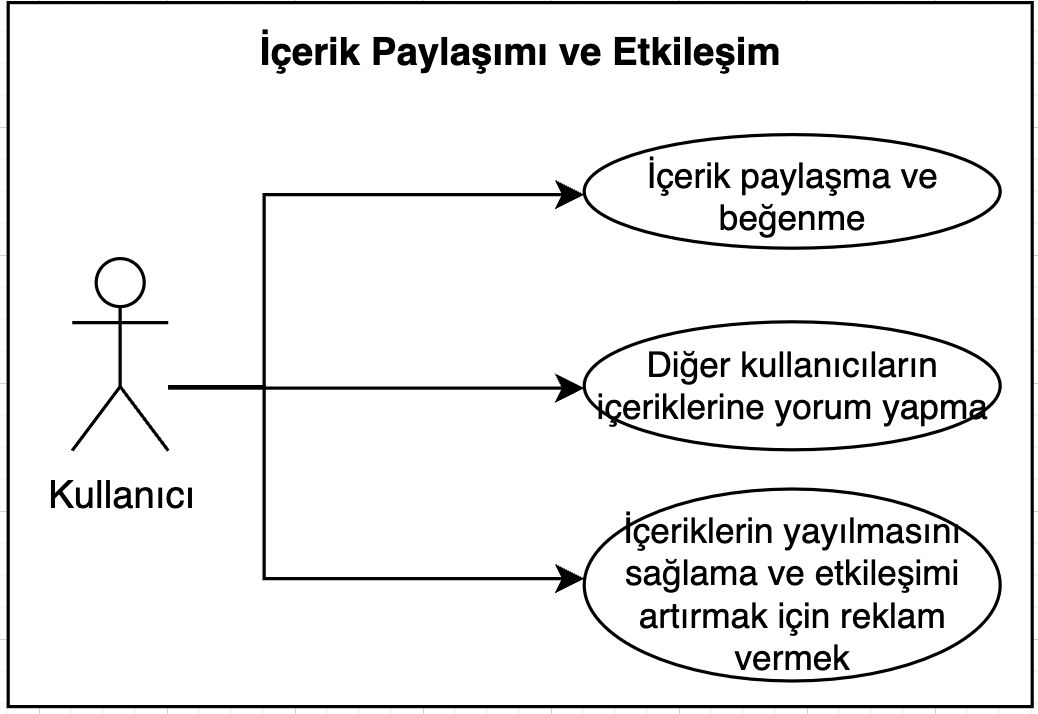 İçerik Paylaşımı ve Etkileşim
İçerik paylaşma ve
beğenme
Diğer kullanıcıların
içeriklerine yorum yapma
Kullanıcı
İçeriklerin yayılmasını
sağlama ve etkileşimi
artırmak için reklam
vermek